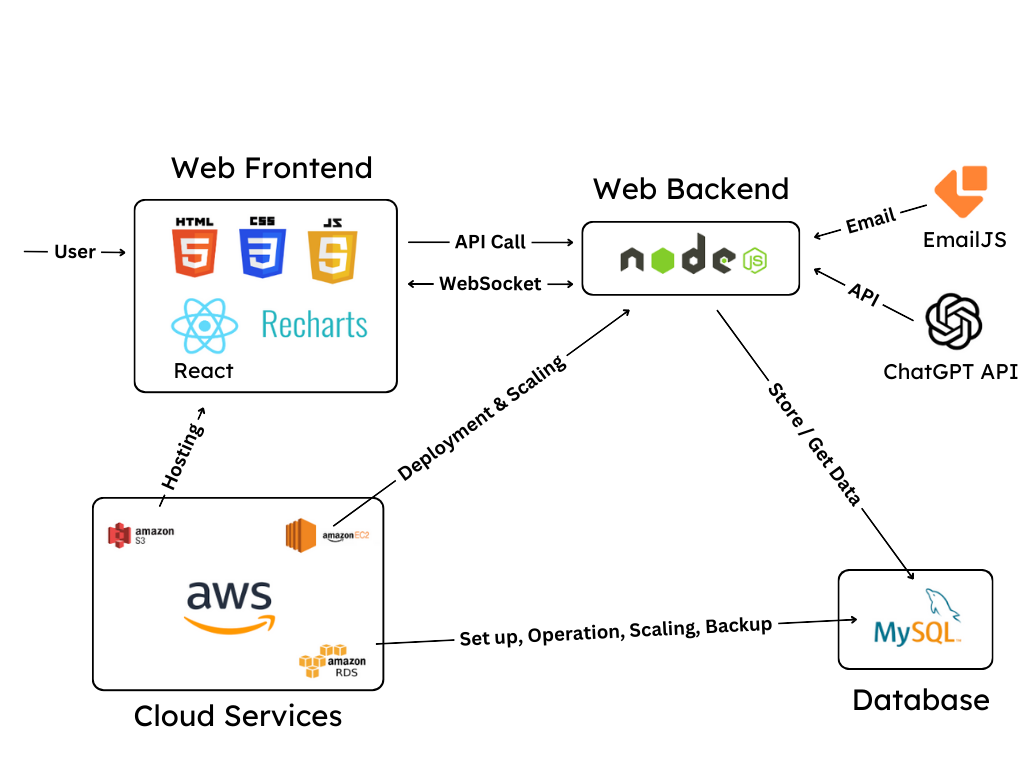 Web Frontend
HTML
5
CSS
3
JS
5
React
Recharts
User
API Call
WebSocket
Web Backend
node
JS
Email
EmailJS
API
ChatGPT API
Hosting
Deployment & Scaling
Store / Get Data
amazon
S3
amazon EC2
aws
amazon
RDS
Cloud Services
Set up, Operation, Scaling, Backup
MySQL
Database